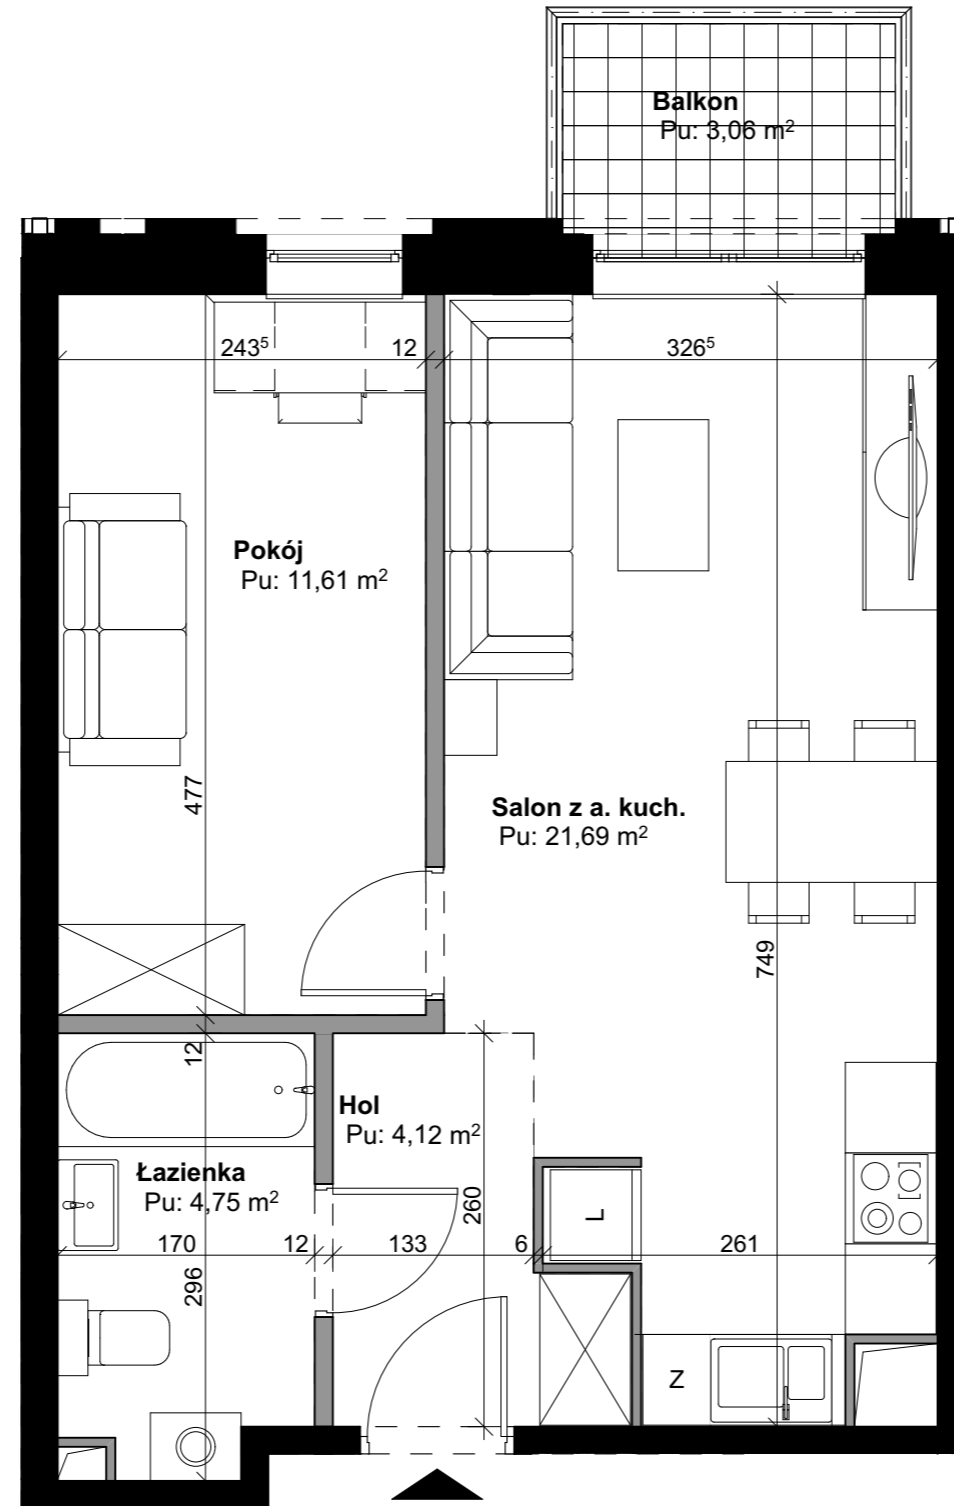 Balkon
Pu: 3,06 m²
243⁵
12
326⁵
Pokój
Pu: 11,61 m²
477
Salon z a. kuch.
Pu: 21,69 m²
749
12
Hol
Pu: 4,12 m²
Łazienka
Pu: 4,75 m²
260
L
170
12
133
6
261
296
Z